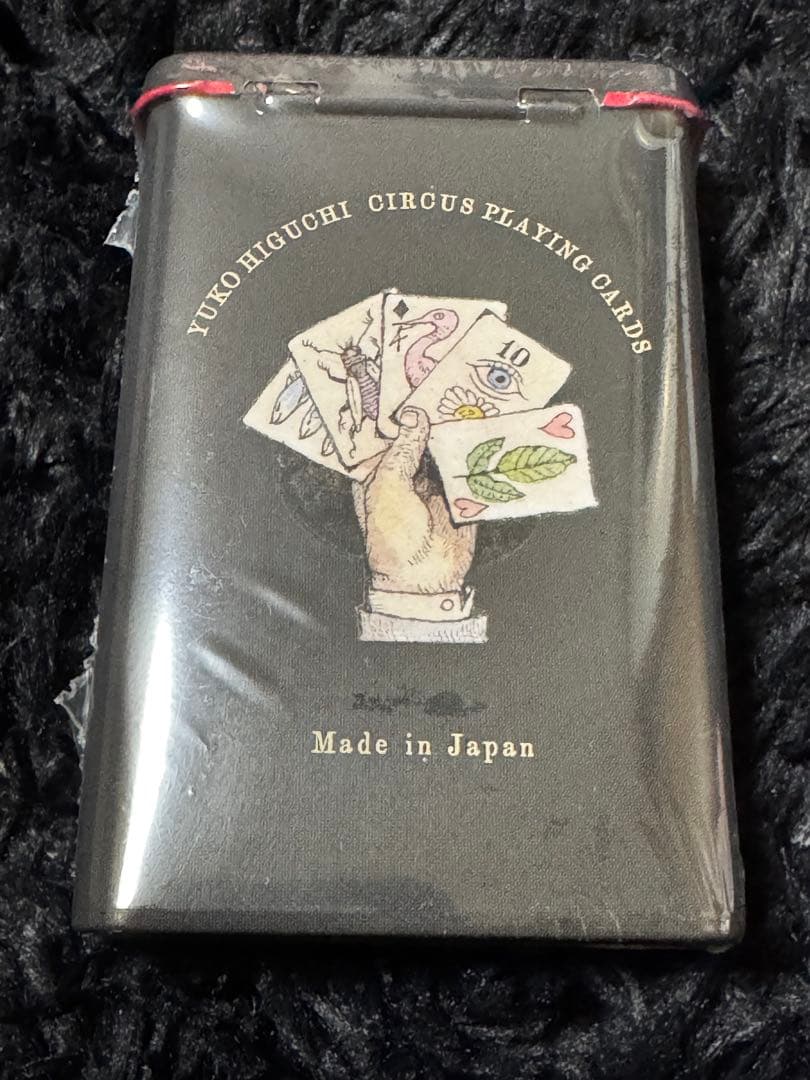 YUKO HIGUCHI CIRCUS PLAYING CARDS
10
Made in Japan